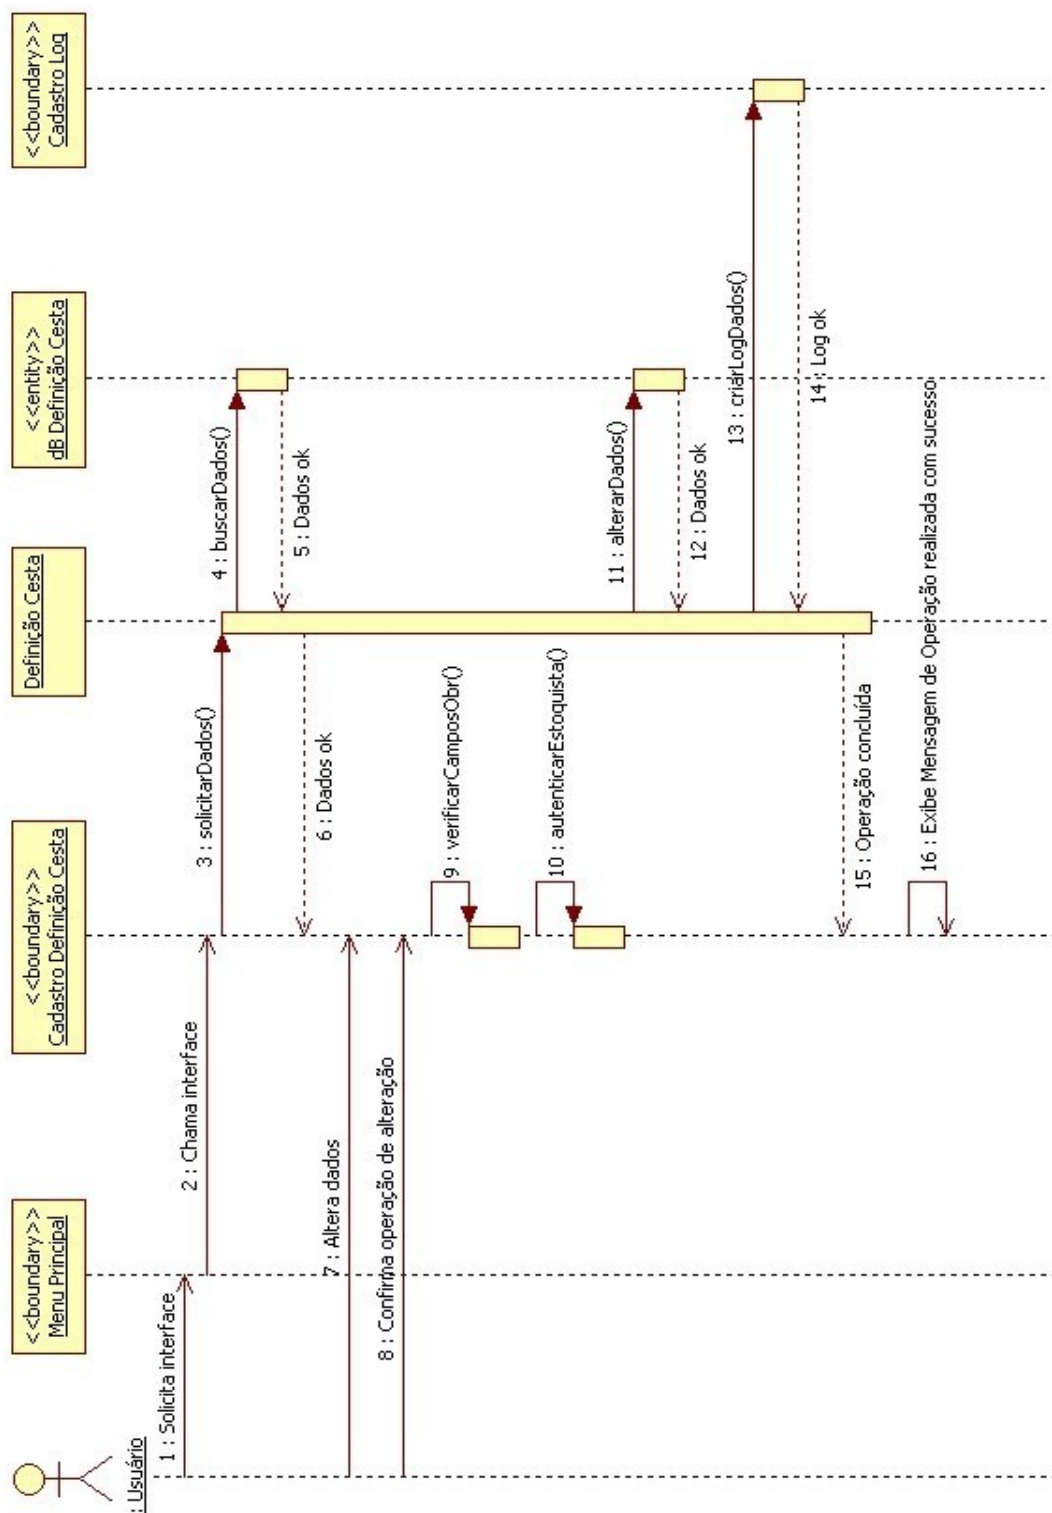 : Usuário
<<boundary>>
Menu Principal
<<boundary>>
Cadastro Definição Cesta
Definição Cesta
<<entity>>
dB Definição Cesta
<<boundary>>
Cadastro Log
1 : Solicita interface
2 : Chama interface
3 : solicitarDados()
4 : buscarDados()
5 : Dados ok
6 : Dados ok
7 : Altera dados
8 : Confirma operação de alteração
9 : verificarCamposObr()
10 : autenticarEstoquista()
11 : alterarDados()
12 : Dados ok
13 : criarLogDados()
14 : Log ok
15 : Operação concluída
16 : Exibe Mensagem de Operação realizada com sucesso